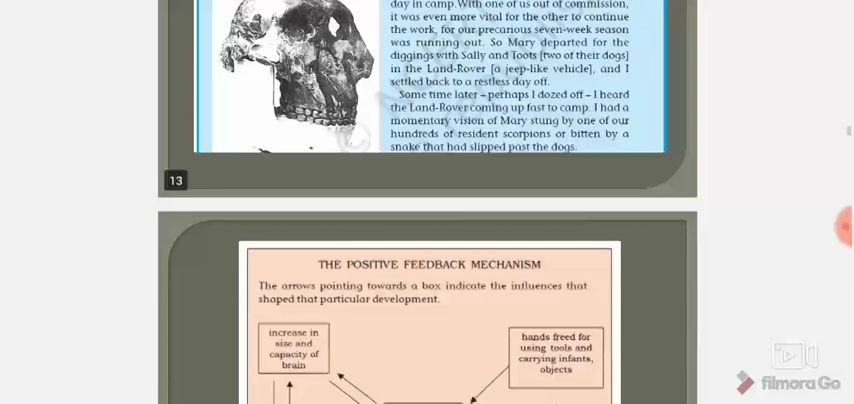 day in camp. With one of us out of commission,
it was even more vital for the other to continue
the work, for our precarious seven-week season
was running out. So Mary departed for the
diggings with Sally and Toots [two of their dogs]
in the Land-Rover [a jeep-like vehicle], and I
settled back to a restless day off.
Some time later – perhaps I dozed off – I heard
the Land-Rover coming up fast to camp. I had a
momentary vision of Mary stung by one of our
hundreds of resident scorpions or bitten by a
snake that had slipped past the dogs.
13
THE POSITIVE FEEDBACK MECHANISM
The arrows pointing towards a box indicate the influences that
shaped that particular development.
increase in
size and
capacity of
brain
hands freed for
using tools and
carrying infants,
objects
filmoraGo